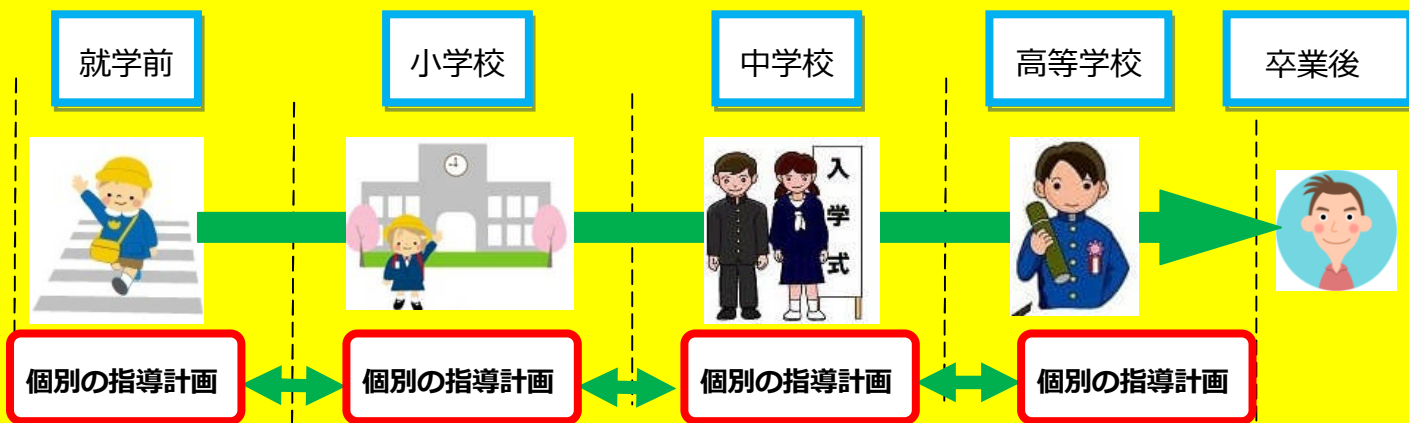 就学前
小学校
中学校
高等学校
卒業後
入学式
個別の指導計画
個別の指導計画
個別の指導計画
個別の指導計画